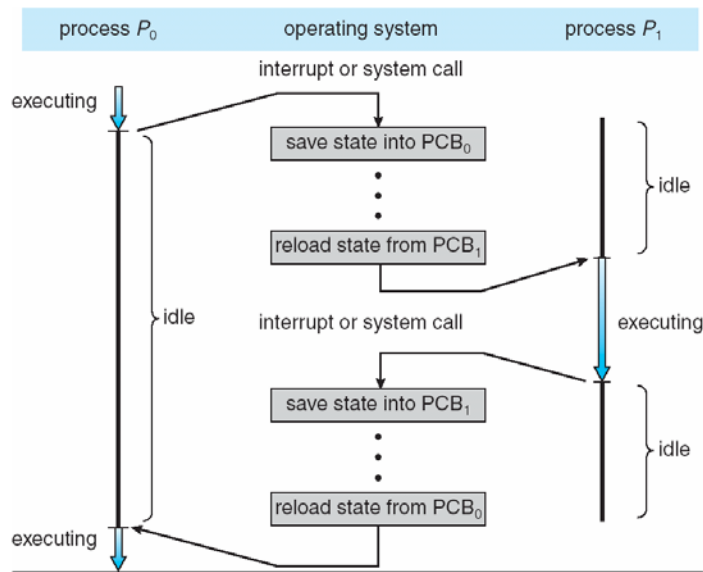 process P₀ operating system process P₁
interrupt or system call
executing
save state into PCB₀
idle
reload state from PCB₁
idle
interrupt or system call
executing
save state into PCB₁
idle
reload state from PCB₀
executing